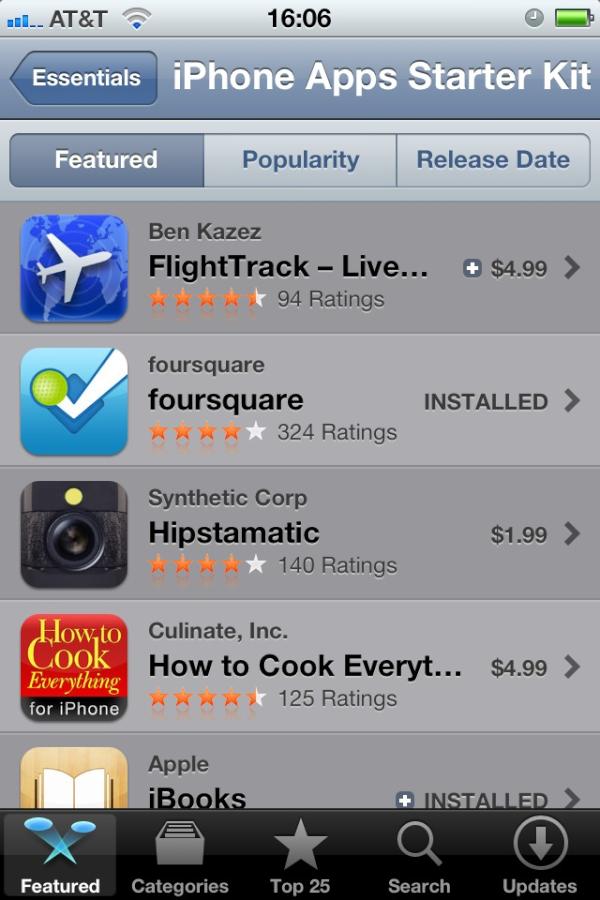 AT&T
16:06
Essentials
iPhone Apps Starter Kit
Featured
Popularity
Release Date
Ben Kazez
FlightTrack – Live…
$4.99
94 Ratings
foursquare
foursquare
INSTALLED
324 Ratings
Synthetic Corp
Hipstamatic
$1.99
140 Ratings
How to
Cook
Everything
for iPhone
Culinate, Inc.
How to Cook Everyt…
$4.99
125 Ratings
Apple
iBooks
INSTALLED
Featured
Categories
Top 25
Search
Updates